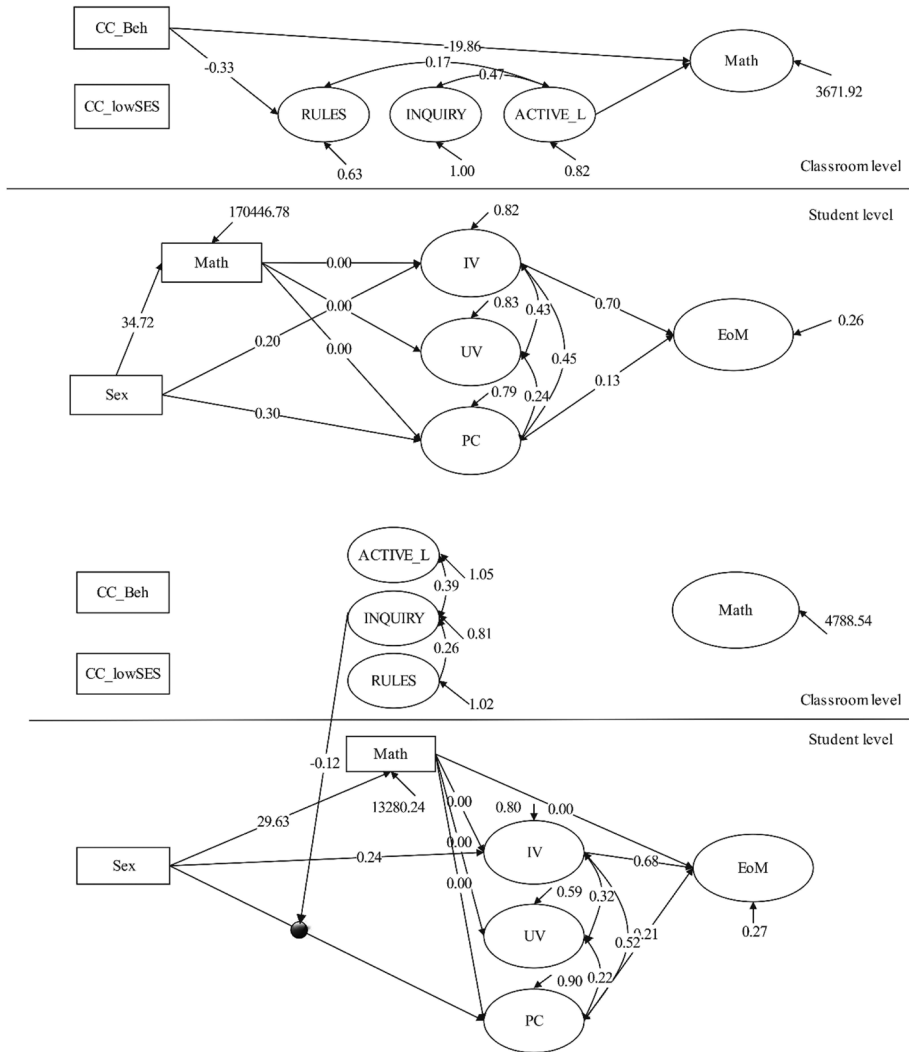 CC_Beh
-19.86
Math
-0.33
0.17
0.47
3671.92
CC_lowSES
RULES
INQUIRY
ACTIVE_L
0.63
1.00
0.82
Classroom level
Student level
170446.78
0.82
Math
0.00
IV
34.72
0.20
0.00
0.83
0.43
0.70
0.26
0.00
UV
0.45
EoM
Sex
0.79
0.24
0.13
0.30
PC
ACTIVE_L
1.05
CC_Beh
0.39
INQUIRY
Math
0.81
4788.54
0.26
CC_lowSES
RULES
1.02
Classroom level
Student level
Math
-0.12
13280.24
0.00
0.80
0.00
29.63
0.00
IV
Sex
0.24
0.68
EoM
0.00
0.59
0.32
UV
0.52
0.21
0.27
0.90
0.22
PC